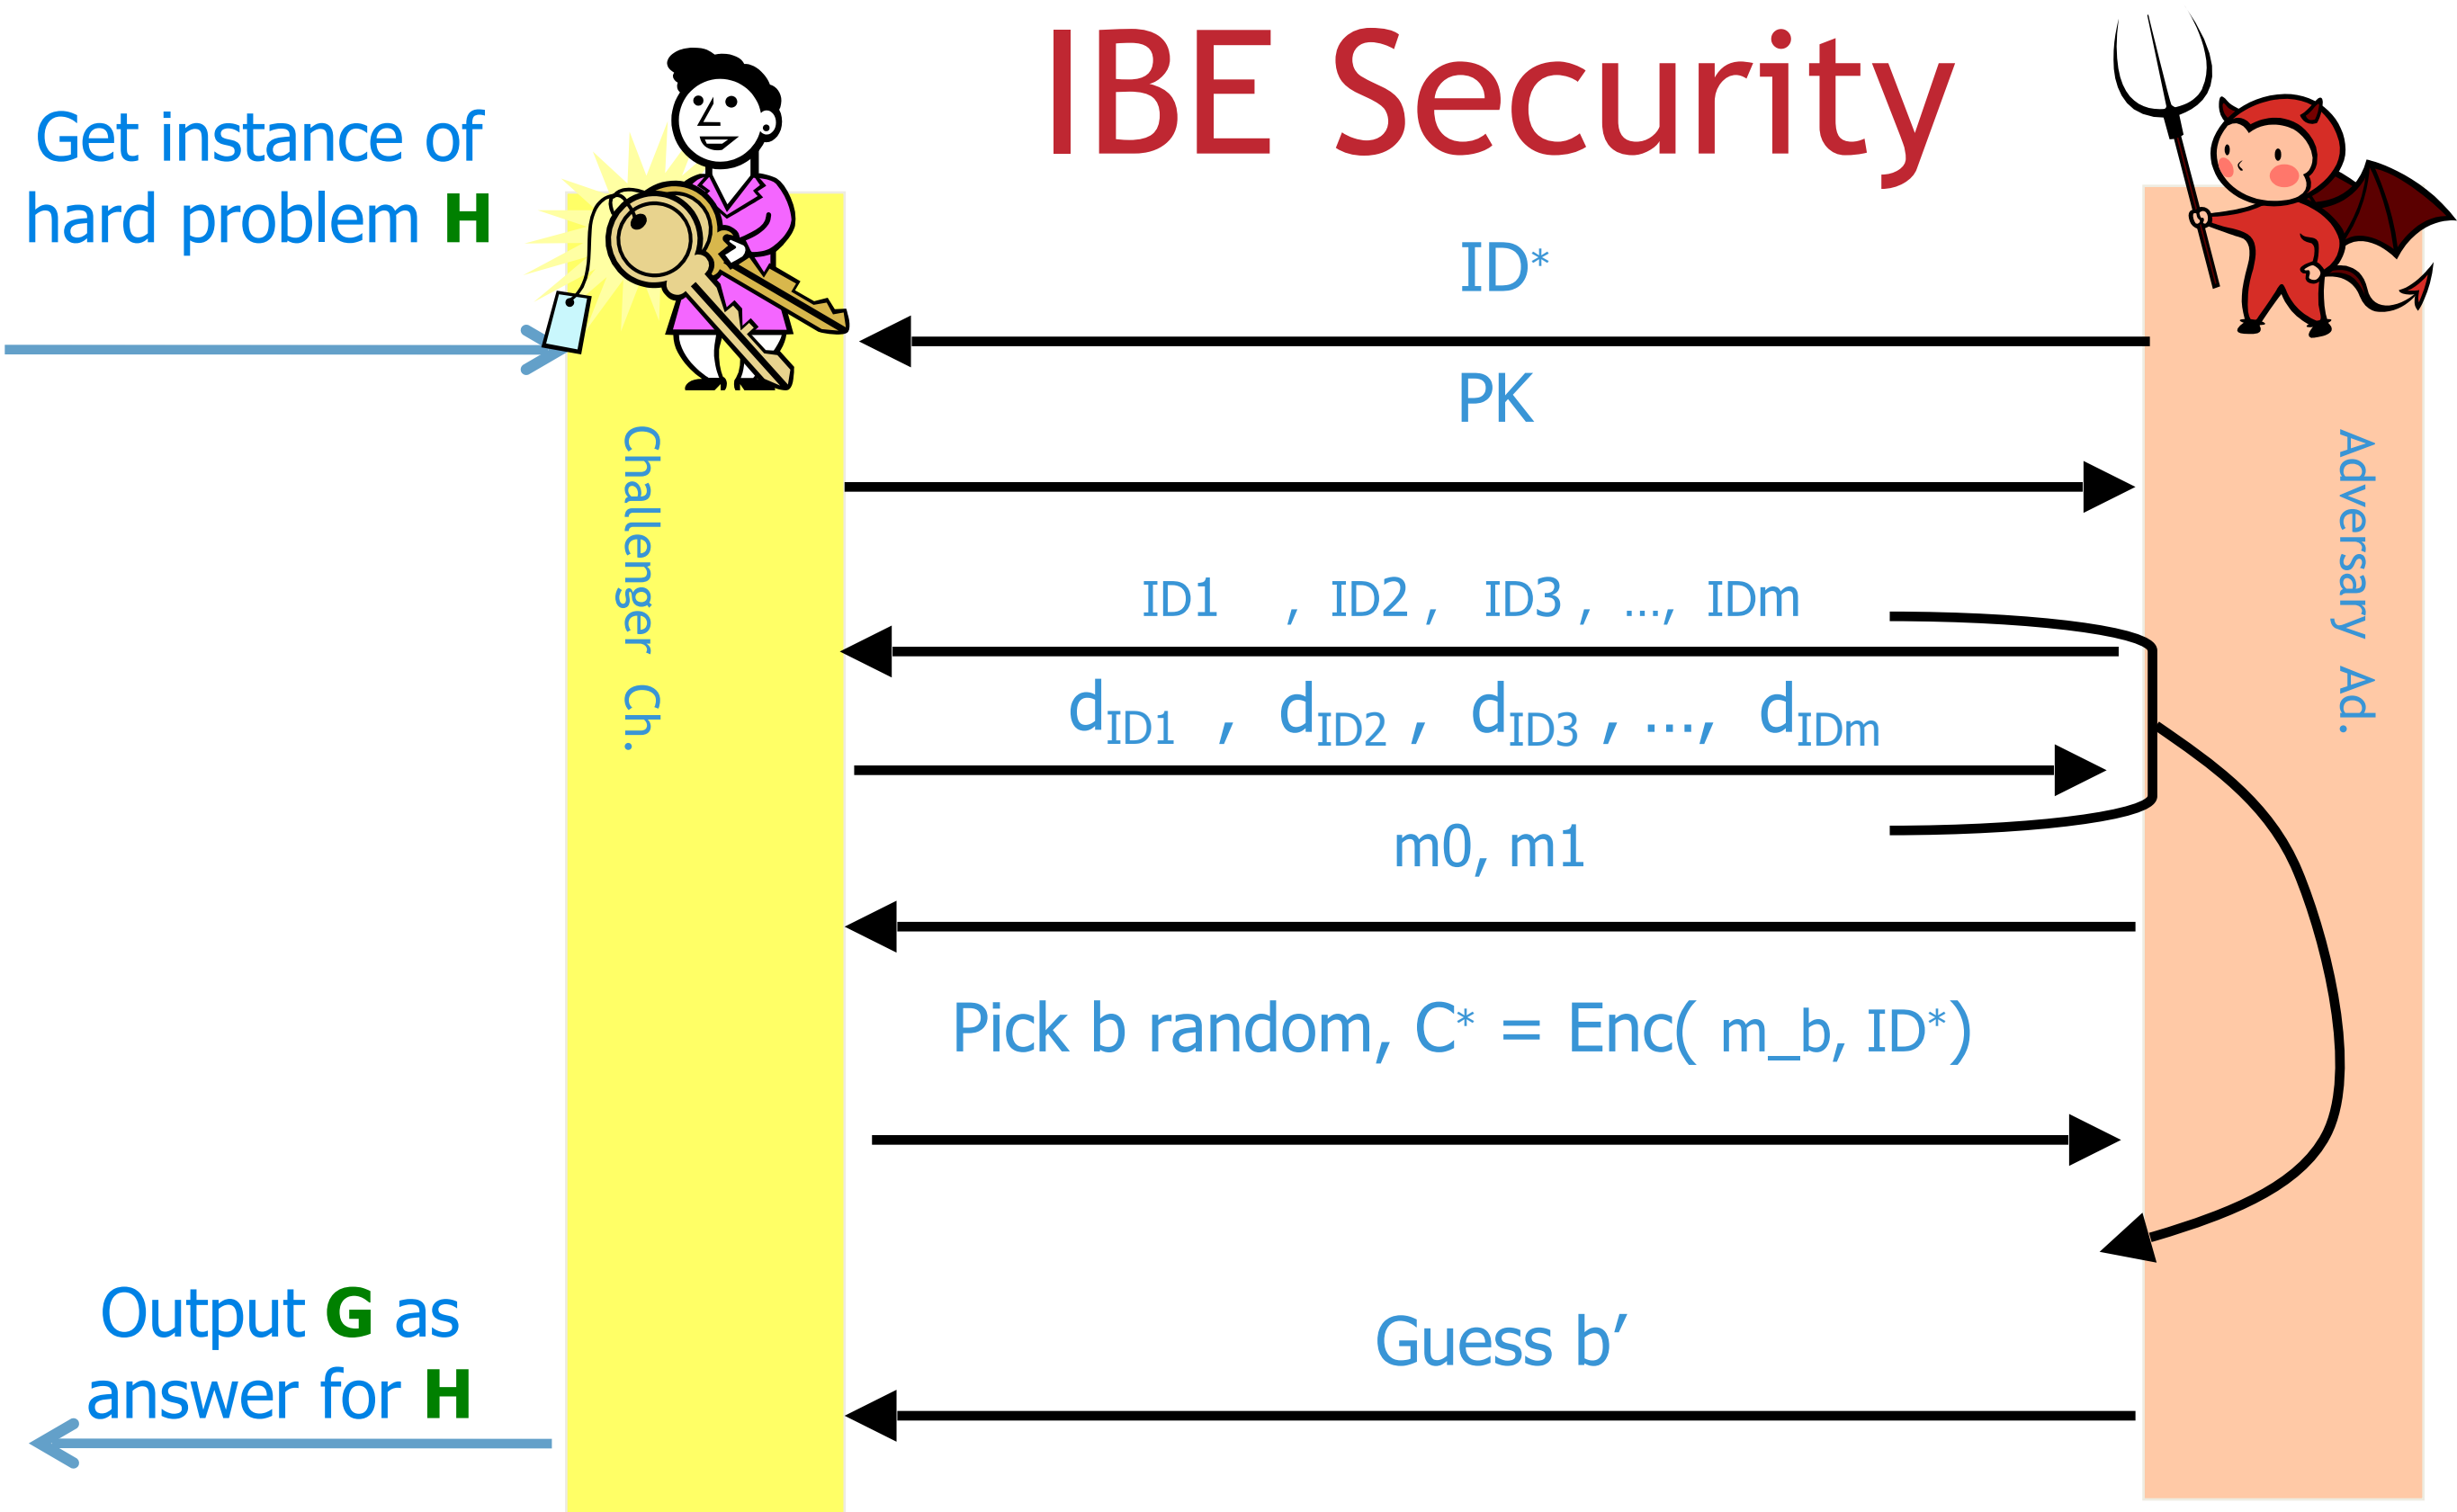 IBE Security
Get instance of
hard problem H
ID*
PK
Challenger Ch.
Adversary Ad.
ID1 , ID2 , ID3 , ..., IDm
dID1 , dID2 , dID3 , ..., dIDm
m0, m1
Pick b random, C* = Enc( m_b, ID*)
Output G as
answer for H
Guess b’